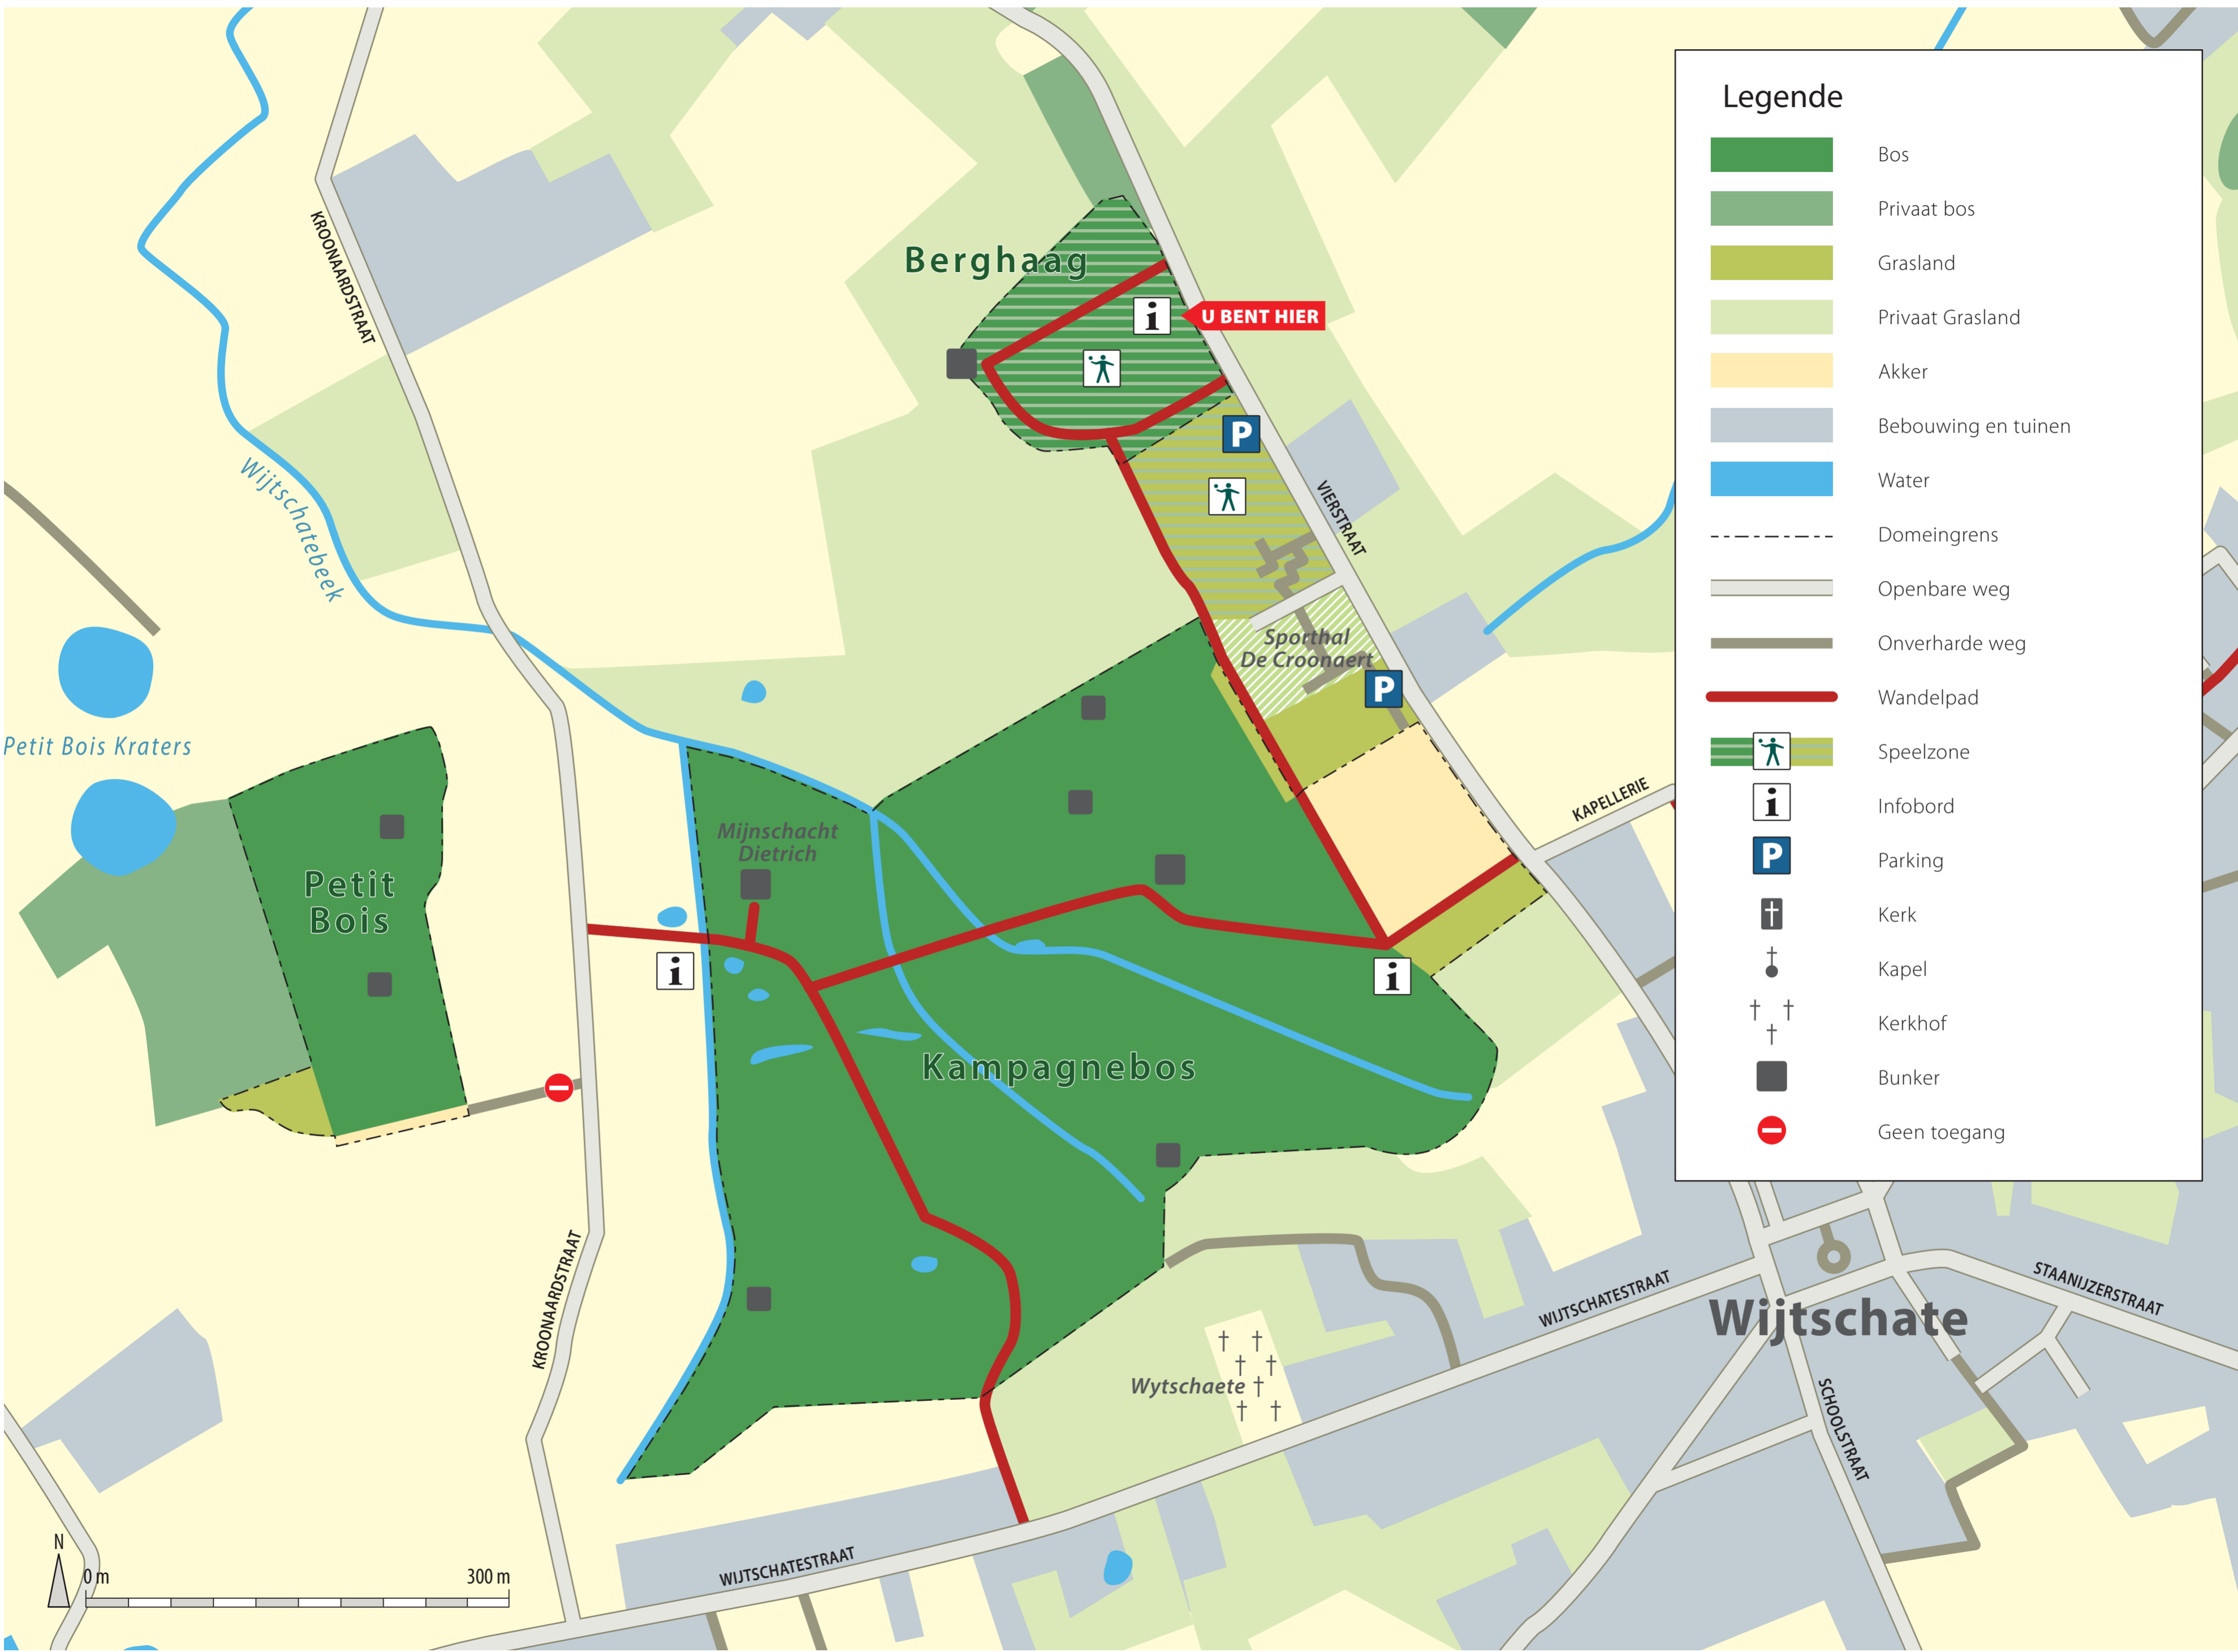 Legende
Bos
Privaat bos
Grasland
Privaat Grasland
Akker
Bebouwing en tuinen
Water
Domeingrens
Openbare weg
Onverharde weg
Wandelpad
Speelzone
i Infobord
P Parking
Kerk
Kapel
Kerkhof
Bunker
Geen toegang
KROONAARDSTRAAT
Berghaag
i
U BENT HIER
P
Wijtschatebeek
VIERSTRAAT
Sporthal
De Croonaert
P
Petit Bois Kraters
KAPELLERIE
Mijnschacht
Dietrich
Petit
Bois
i
i
Kampagnebos
KROONAARDSTRAAT
WIJTSCHATESTRAAT
STAANIJZERSTRAAT
Wijtschate
Wytschaete
SCHOOLSTRAAT
WIJTSCHATESTRAAT
N
0 m
300 m